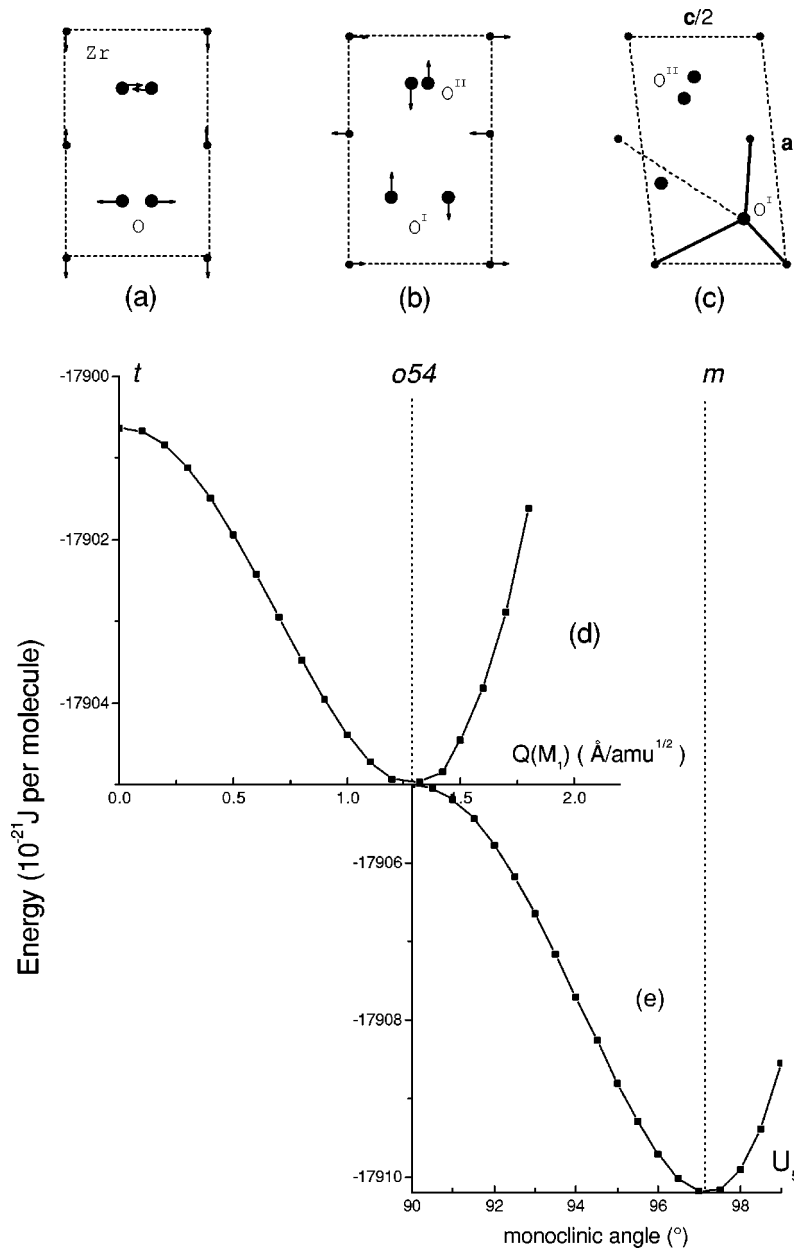 c/2
Zr
O
O^I
O^II
O^II
a
O^I
(a)
(b)
(c)
t
o54
m
-17900
-17902
-17904
-17906
-17908
-17910
Energy (10^-21 J per molecule)
(d)
Q(M_1) ( Å/amu^1/2)
0.0
0.5
1.0
1.5
2.0
(e)
90
92
94
96
98
monoclinic angle (°)